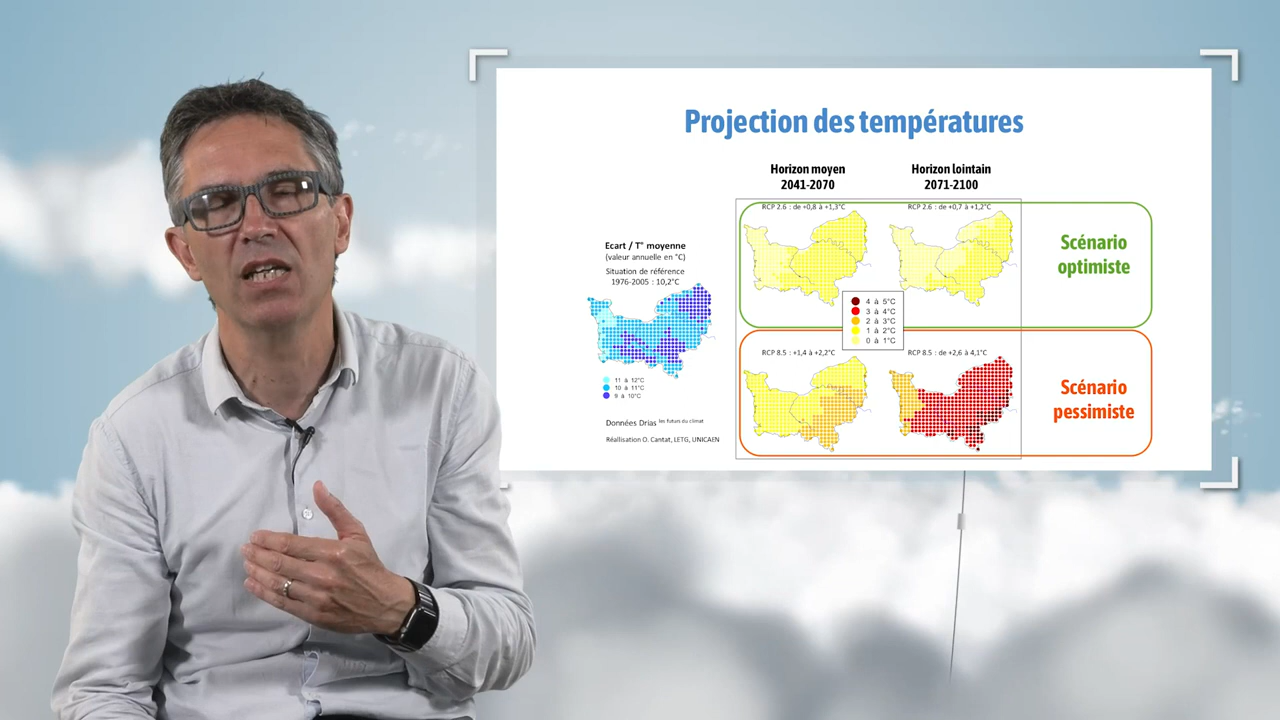 Projection des températures
Horizon moyen
2041-2070
Horizon lointain
2071-2100
RCP 2.6 : de +0,8 à +1,3°C
RCP 2.6 : de +0,7 à +1,2°C
Scénario
optimiste
Ecart / T° moyenne
(valeur annuelle en °C)
Situation de référence
1976-2005 : 10,2°C
4 à 5°C
3 à 4°C
2 à 3°C
1 à 2°C
0 à 1°C
RCP 8.5 : +1,4 à +2,2°C
RCP 8.5 : de +2,6 à 4,1°C
Scénario
pessimiste
11 à 12°C
10 à 11°C
9 à 10°C
Données Drias les futurs du climat
Réallisation O. Cantat, LETG, UNICAEN